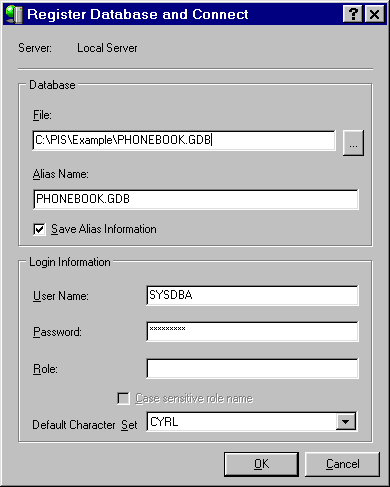 Register Database and Connect
Server: Local Server
Database
File:
C:\PIS\Example\PHONEBOOK.GDB
...
Alias Name:
PHONEBOOK.GDB
Save Alias Information
Login Information
User Name: SYSDBA
Password: *********
Role:
Case sensitive role name
Default Character Set CYRL
OK Cancel